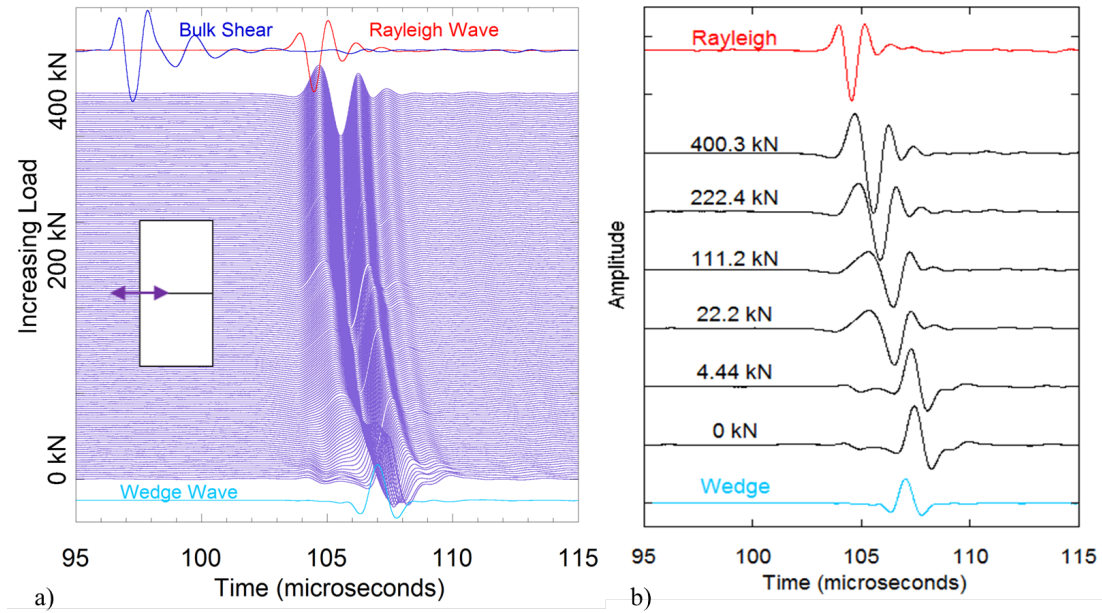 Bulk Shear
Rayleigh Wave
Increasing Load
400 kN
200 kN
0 kN
Wedge Wave
95
100
105
110
115
Time (microseconds)
a)
Rayleigh
400.3 kN
222.4 kN
111.2 kN
22.2 kN
4.44 kN
0 kN
Wedge
Amplitude
95
100
105
110
115
Time (microseconds)
b)